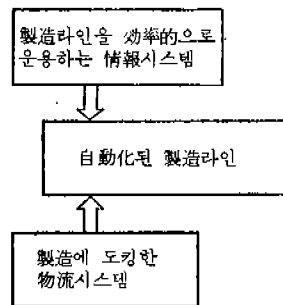 製造라인을 効率的으로
운용하는 情報시스템
自動化된 製造라인
製造에 도킹한
物流시스템